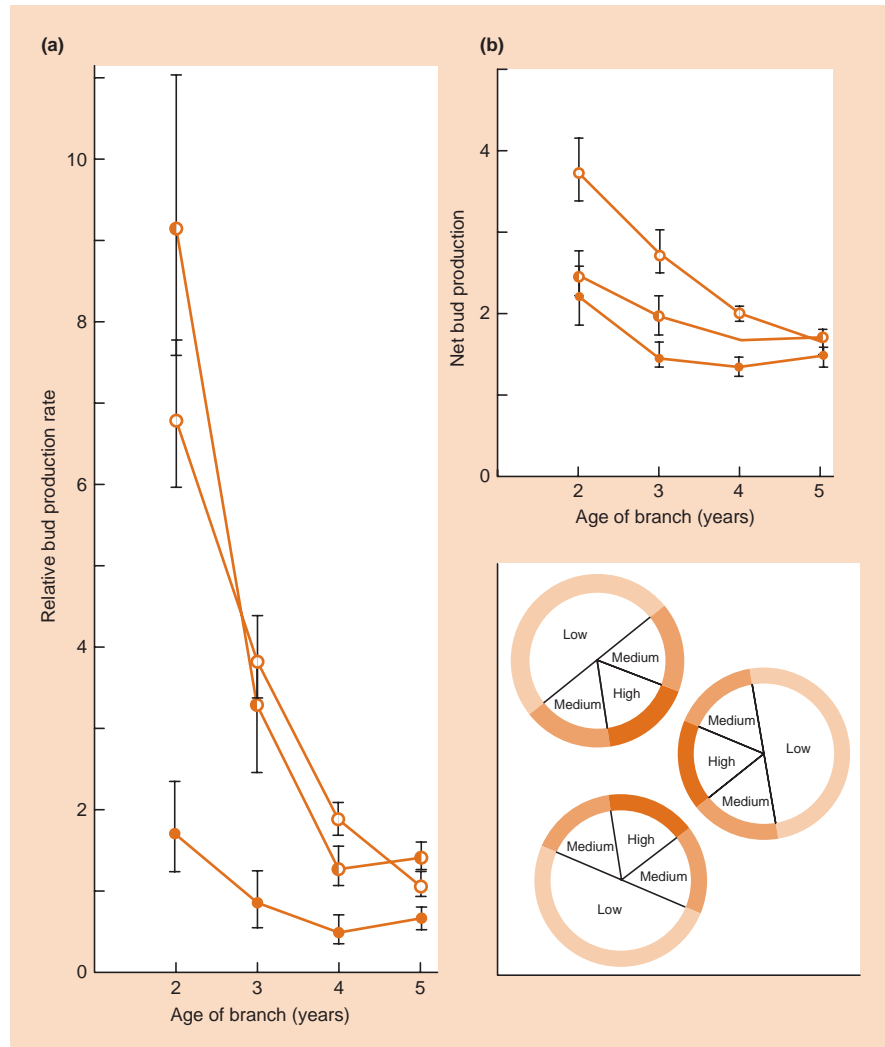 (a)
Relative bud production rate
10
8
6
4
2
0
2 3 4 5
Age of branch (years)
(b)
Net bud production
4
2
0
2 3 4 5
Age of branch (years)
Low
Medium
High
Medium
Medium
High
Medium
Low
Medium
High
Medium
Low